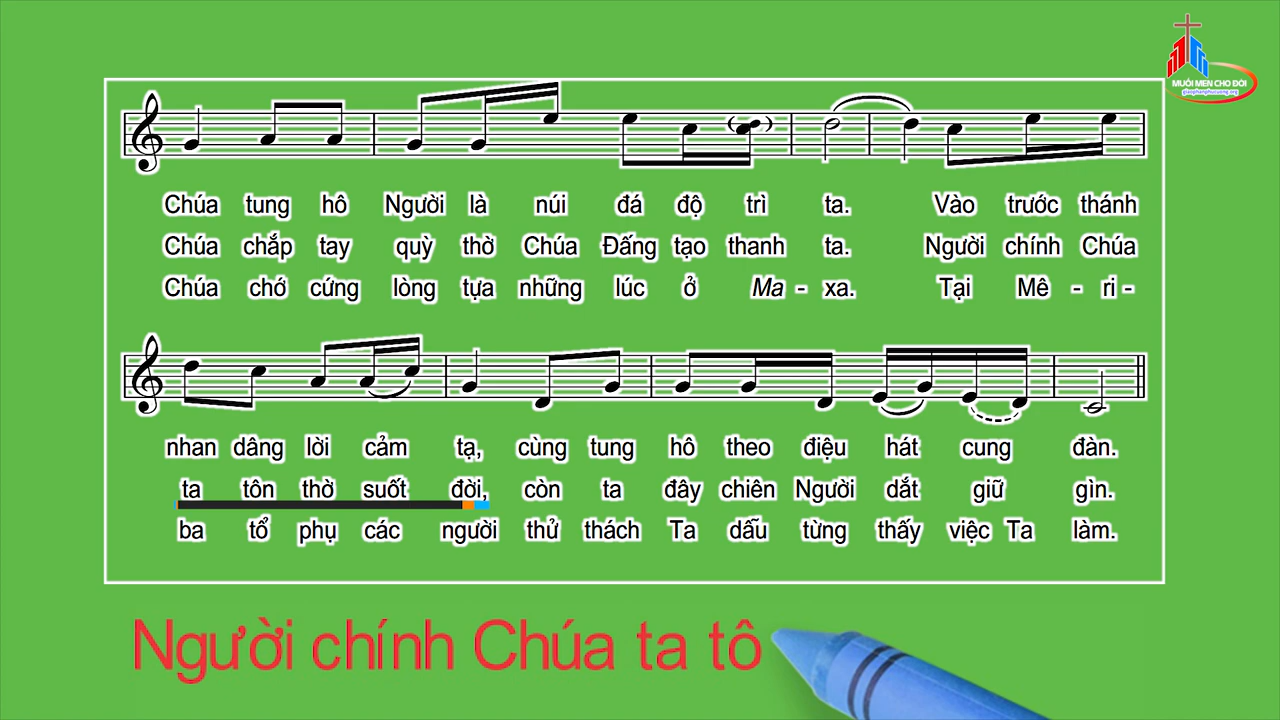 MUỐI MEN CHO ĐỜI
giaophanphucuong.org
Chúa tung hô Người là núi đá độ trì ta. Vào trước thánh
Chúa chắp tay quỳ thờ Chúa Đấng tạo thanh ta. Người chính Chúa
Chúa chớ cứng lòng tựa những lúc ở Ma - xa. Tại Mê - ri -
nhan dâng lời cảm tạ, cùng tung hô theo điệu hát cung đàn.
ta tôn thờ suốt đời, còn ta đây chiên Người dắt giữ gìn.
ba tổ phụ các người thử thách Ta dẫu từng thấy việc Ta làm.
Người chính Chúa ta tô